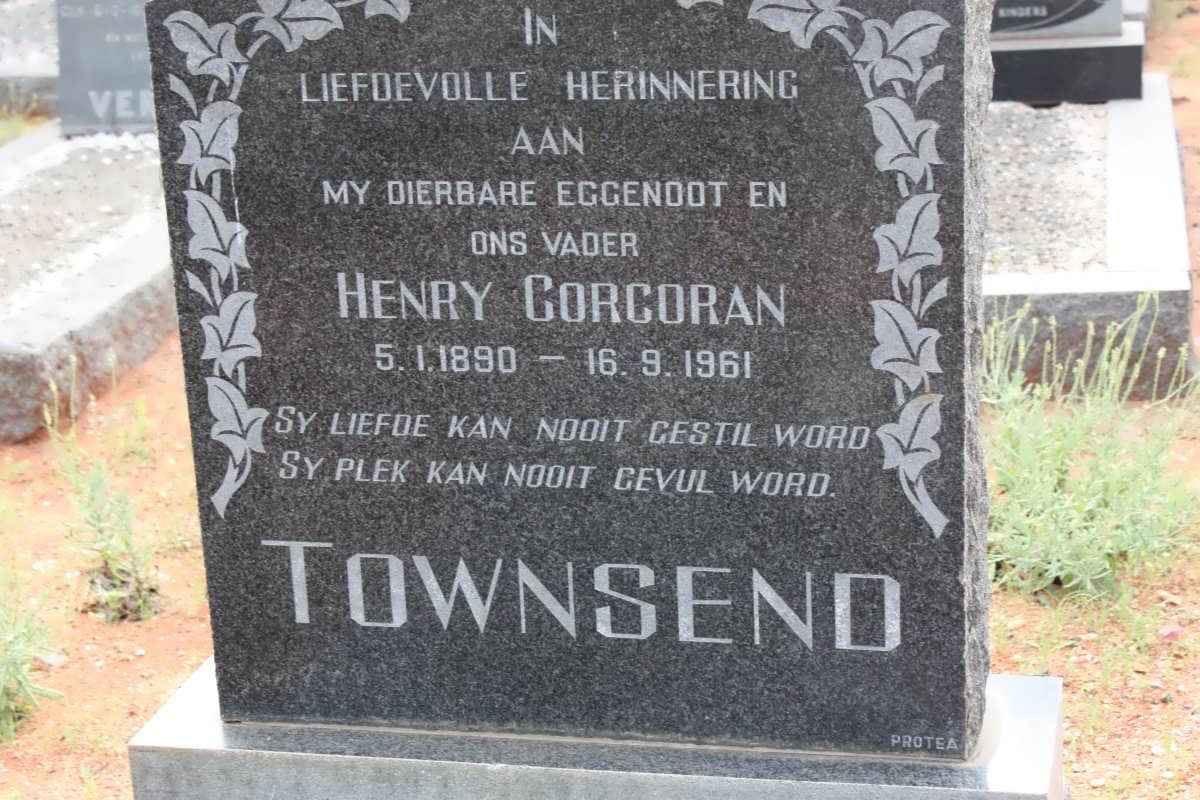 IN
LIEFDEVOLLE HERINNERING
AAN
MY DIERBARE EGGENOOT EN
ONS VADER
HENRY CORCORAN
5.1.1890 — 16.9.1961
SY LIEFDE KAN NOOIT GESTIL WORD
SY PLEK KAN NOOIT GEVUL WORD.
TOWNSEND
PROTEA
KINDERS